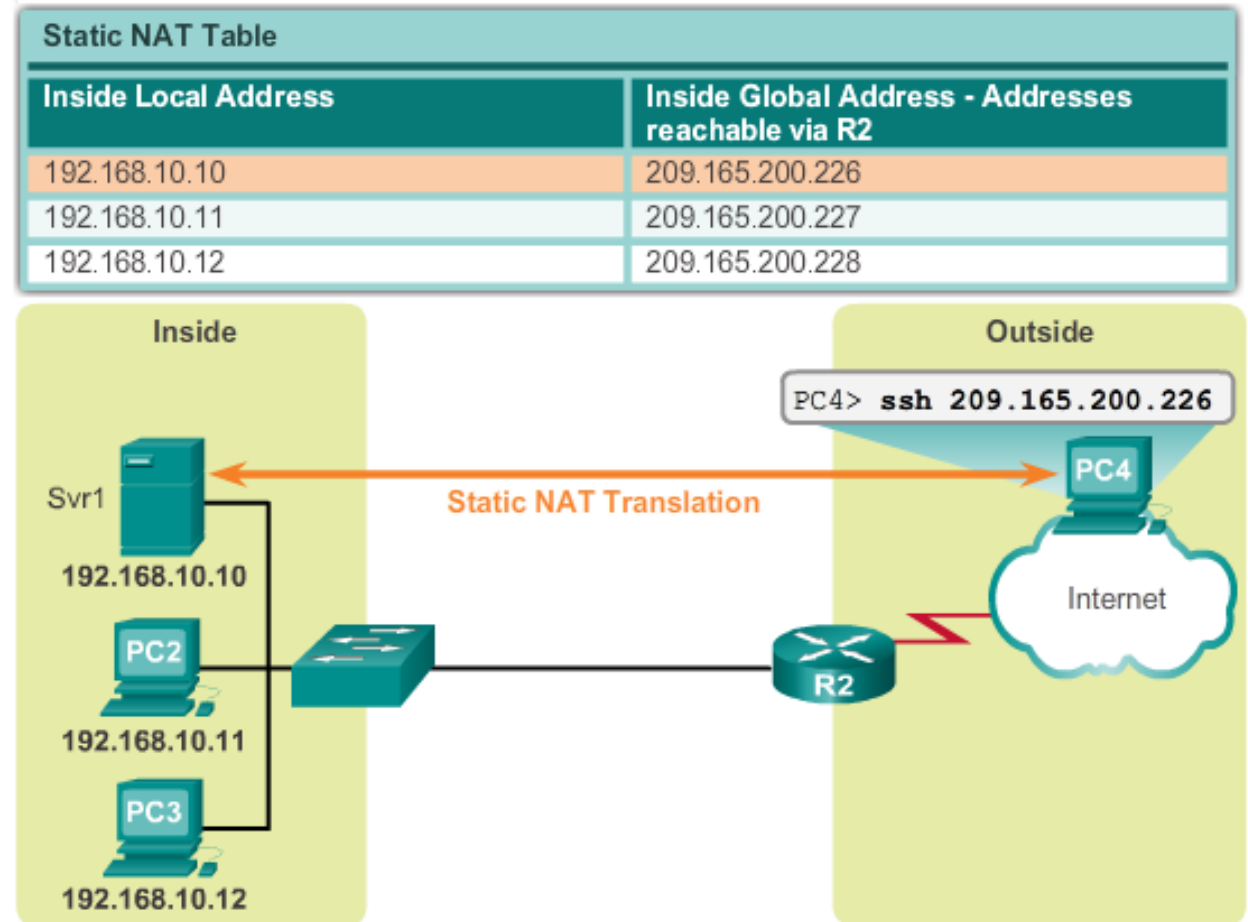 Static NAT Table
Inside Local Address
Inside Global Address - Addresses
reachable via R2
192.168.10.10
209.165.200.226
192.168.10.11
209.165.200.227
192.168.10.12
209.165.200.228
Inside
Outside
PC4> ssh 209.165.200.226
Svr1
Static NAT Translation
PC4
192.168.10.10
Internet
PC2
R2
192.168.10.11
PC3
192.168.10.12